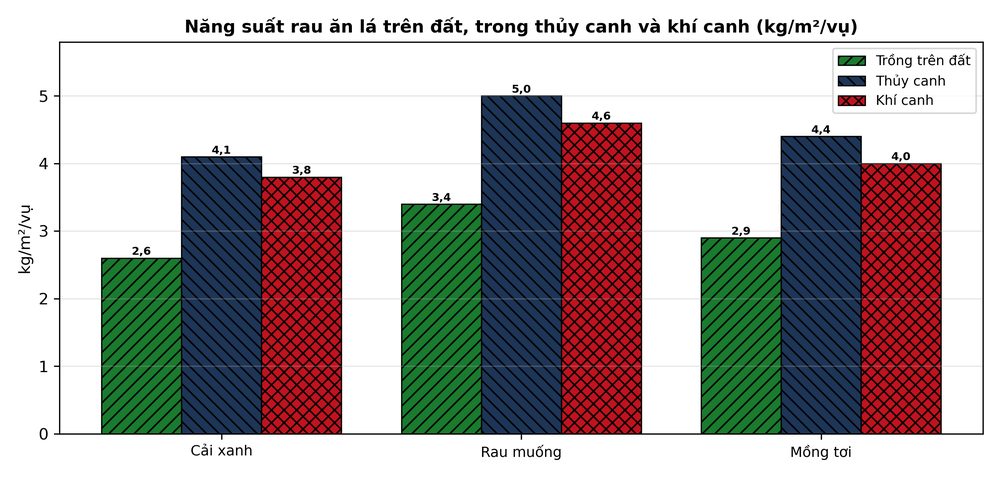 Năng suất rau ăn lá trên đất, trong thủy canh và khí canh (kg/m²/vụ)
Trồng trên đất
Thủy canh
Khí canh
kg/m²/vụ
5
4
3
2
1
0
2,6
4,1
3,8
3,4
5,0
4,6
2,9
4,4
4,0
Cải xanh
Rau muống
Mồng tơi